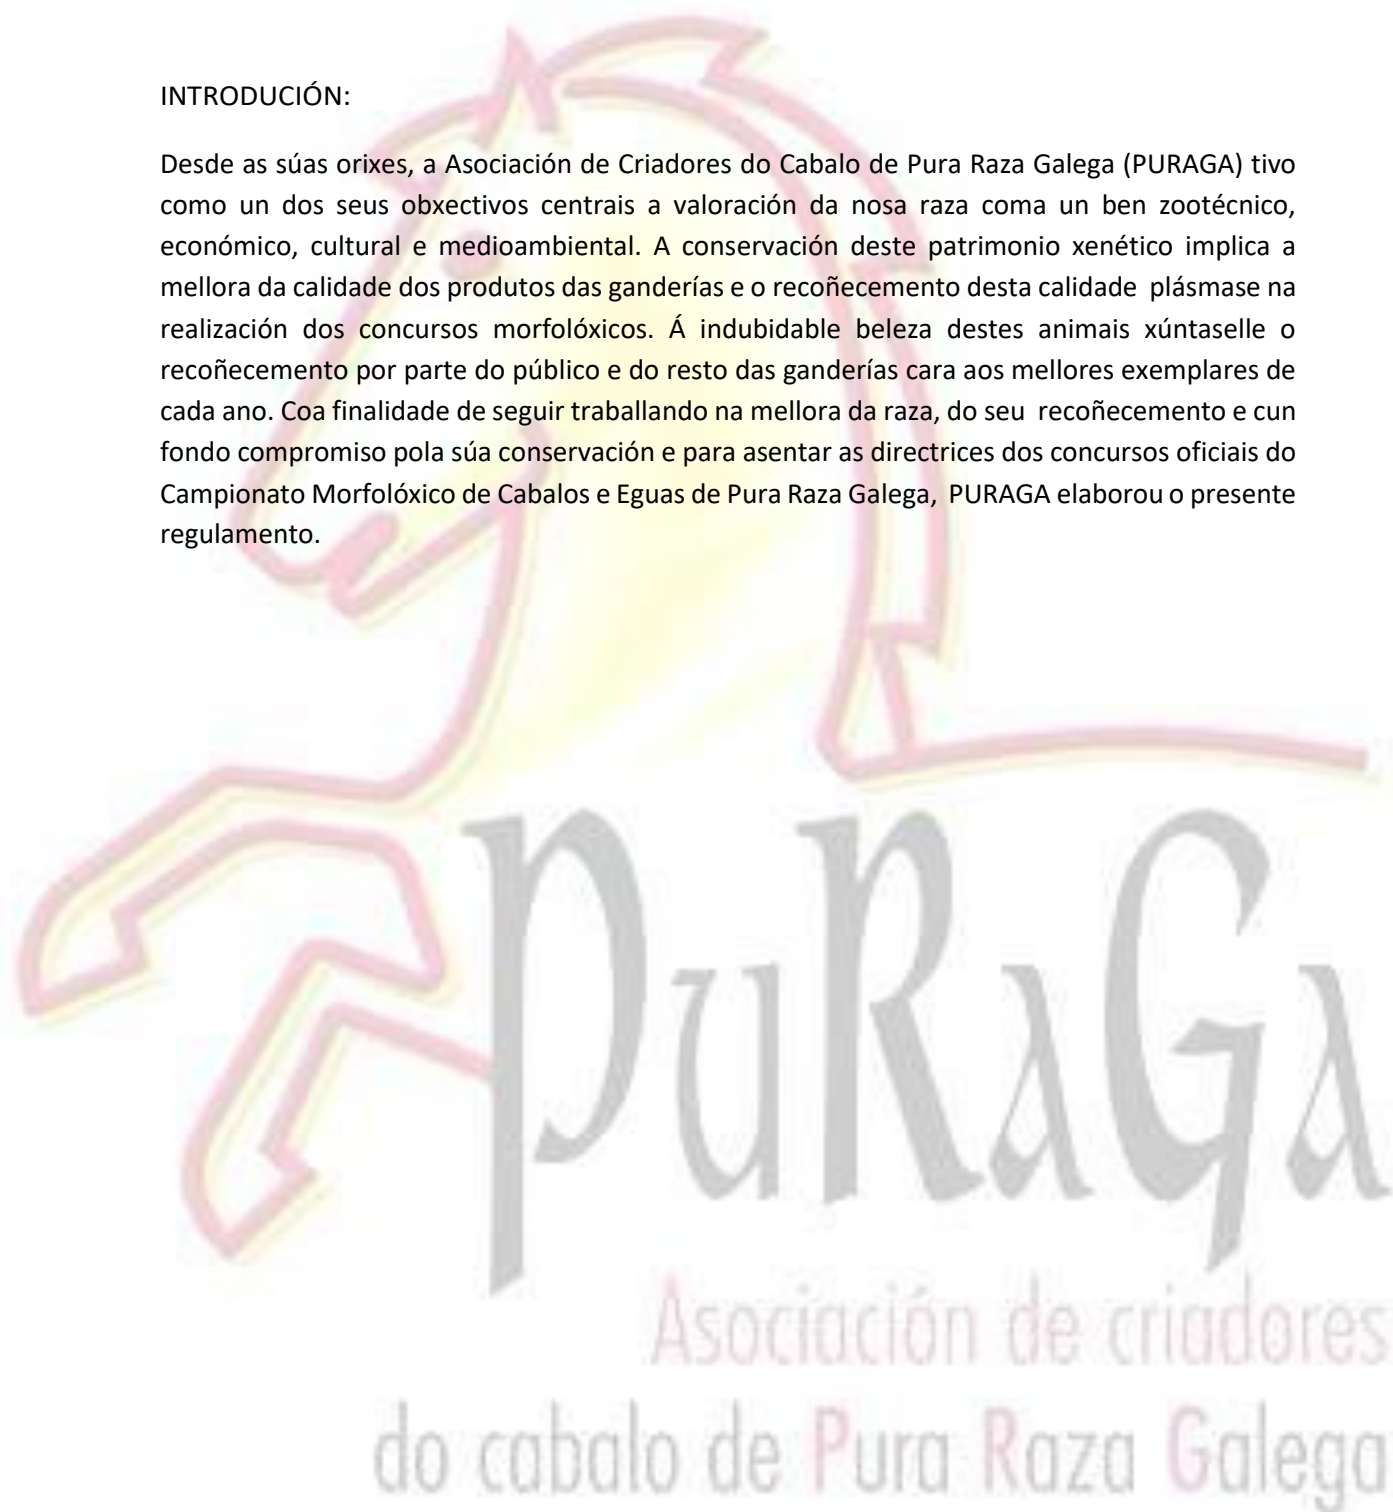 INTRODUCIÓN:
Desde as súas orixes, a Asociación de Criadores do Cabalo de Pura Raza Galega (PURAGA) tivo
como un dos seus obxectivos centrais a valoración da nosa raza coma un ben zootécnico,
económico, cultural e medioambiental. A conservación deste patrimonio xenético implica a
mellora da calidade dos produtos das ganderías e o recoñecemento desta calidade plásmase na
realización dos concursos morfolóxicos. Á indubidable beleza destes animais xúntaselle o
recoñecemento por parte do público e do resto das ganderías cara aos mellores exemplares de
cada ano. Coa finalidade de seguir traballando na mellora da raza, do seu recoñecemento e cun
fondo compromiso pola súa conservación e para asentar as directrices dos concursos oficiais do
Campionato Morfolóxico de Cabalos e Eguas de Pura Raza Galega, PURAGA elaborou o presente
regulamento.
PuRaGa
Asociación de criadores
do cabalo de Pura Raza Galega